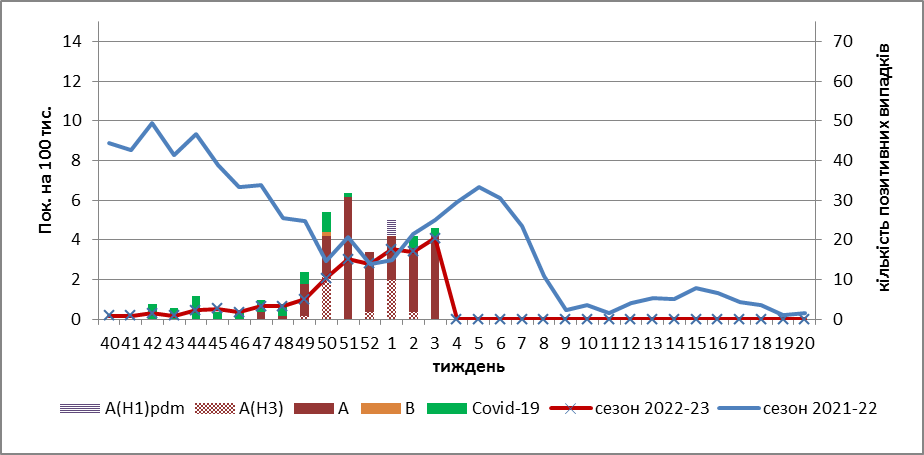 14 70
12 60
10 50
8 40
6 30
4 20
2 10
0 0
Пок. на 100 тис.
кількість позитивних випадків
40 41 42 43 44 45 46 47 48 49 50 51 52 1 2 3 4 5 6 7 8 9 10 11 12 13 14 15 16 17 18 19 20
тиждень
A(H1)pdm A(H3) A B Covid-19 сезон 2022-23 сезон 2021-22